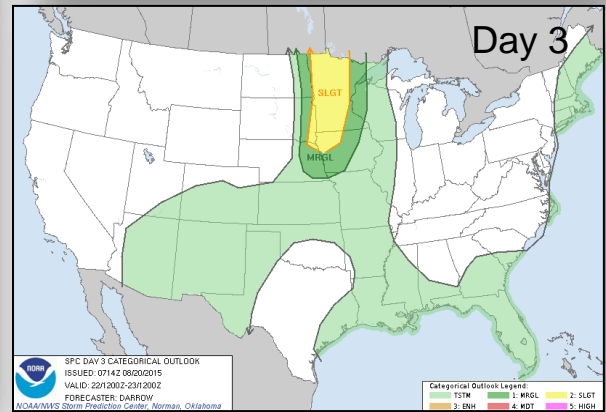 Day 3
SLGT
MRGL
NOAA
SPC DAY 3 CATEGORICAL OUTLOOK
ISSUED: 0714Z 08/20/2015
VALID: 22/1200Z-23/1200Z
FORECASTER: DARROW
NOAA/NWS Storm Prediction Center, Norman, Oklahoma
Categorical Outlook Legend:
TSTM 1: MRGL 2: SLGT
3: ENH 4: MDT 5: HIGH